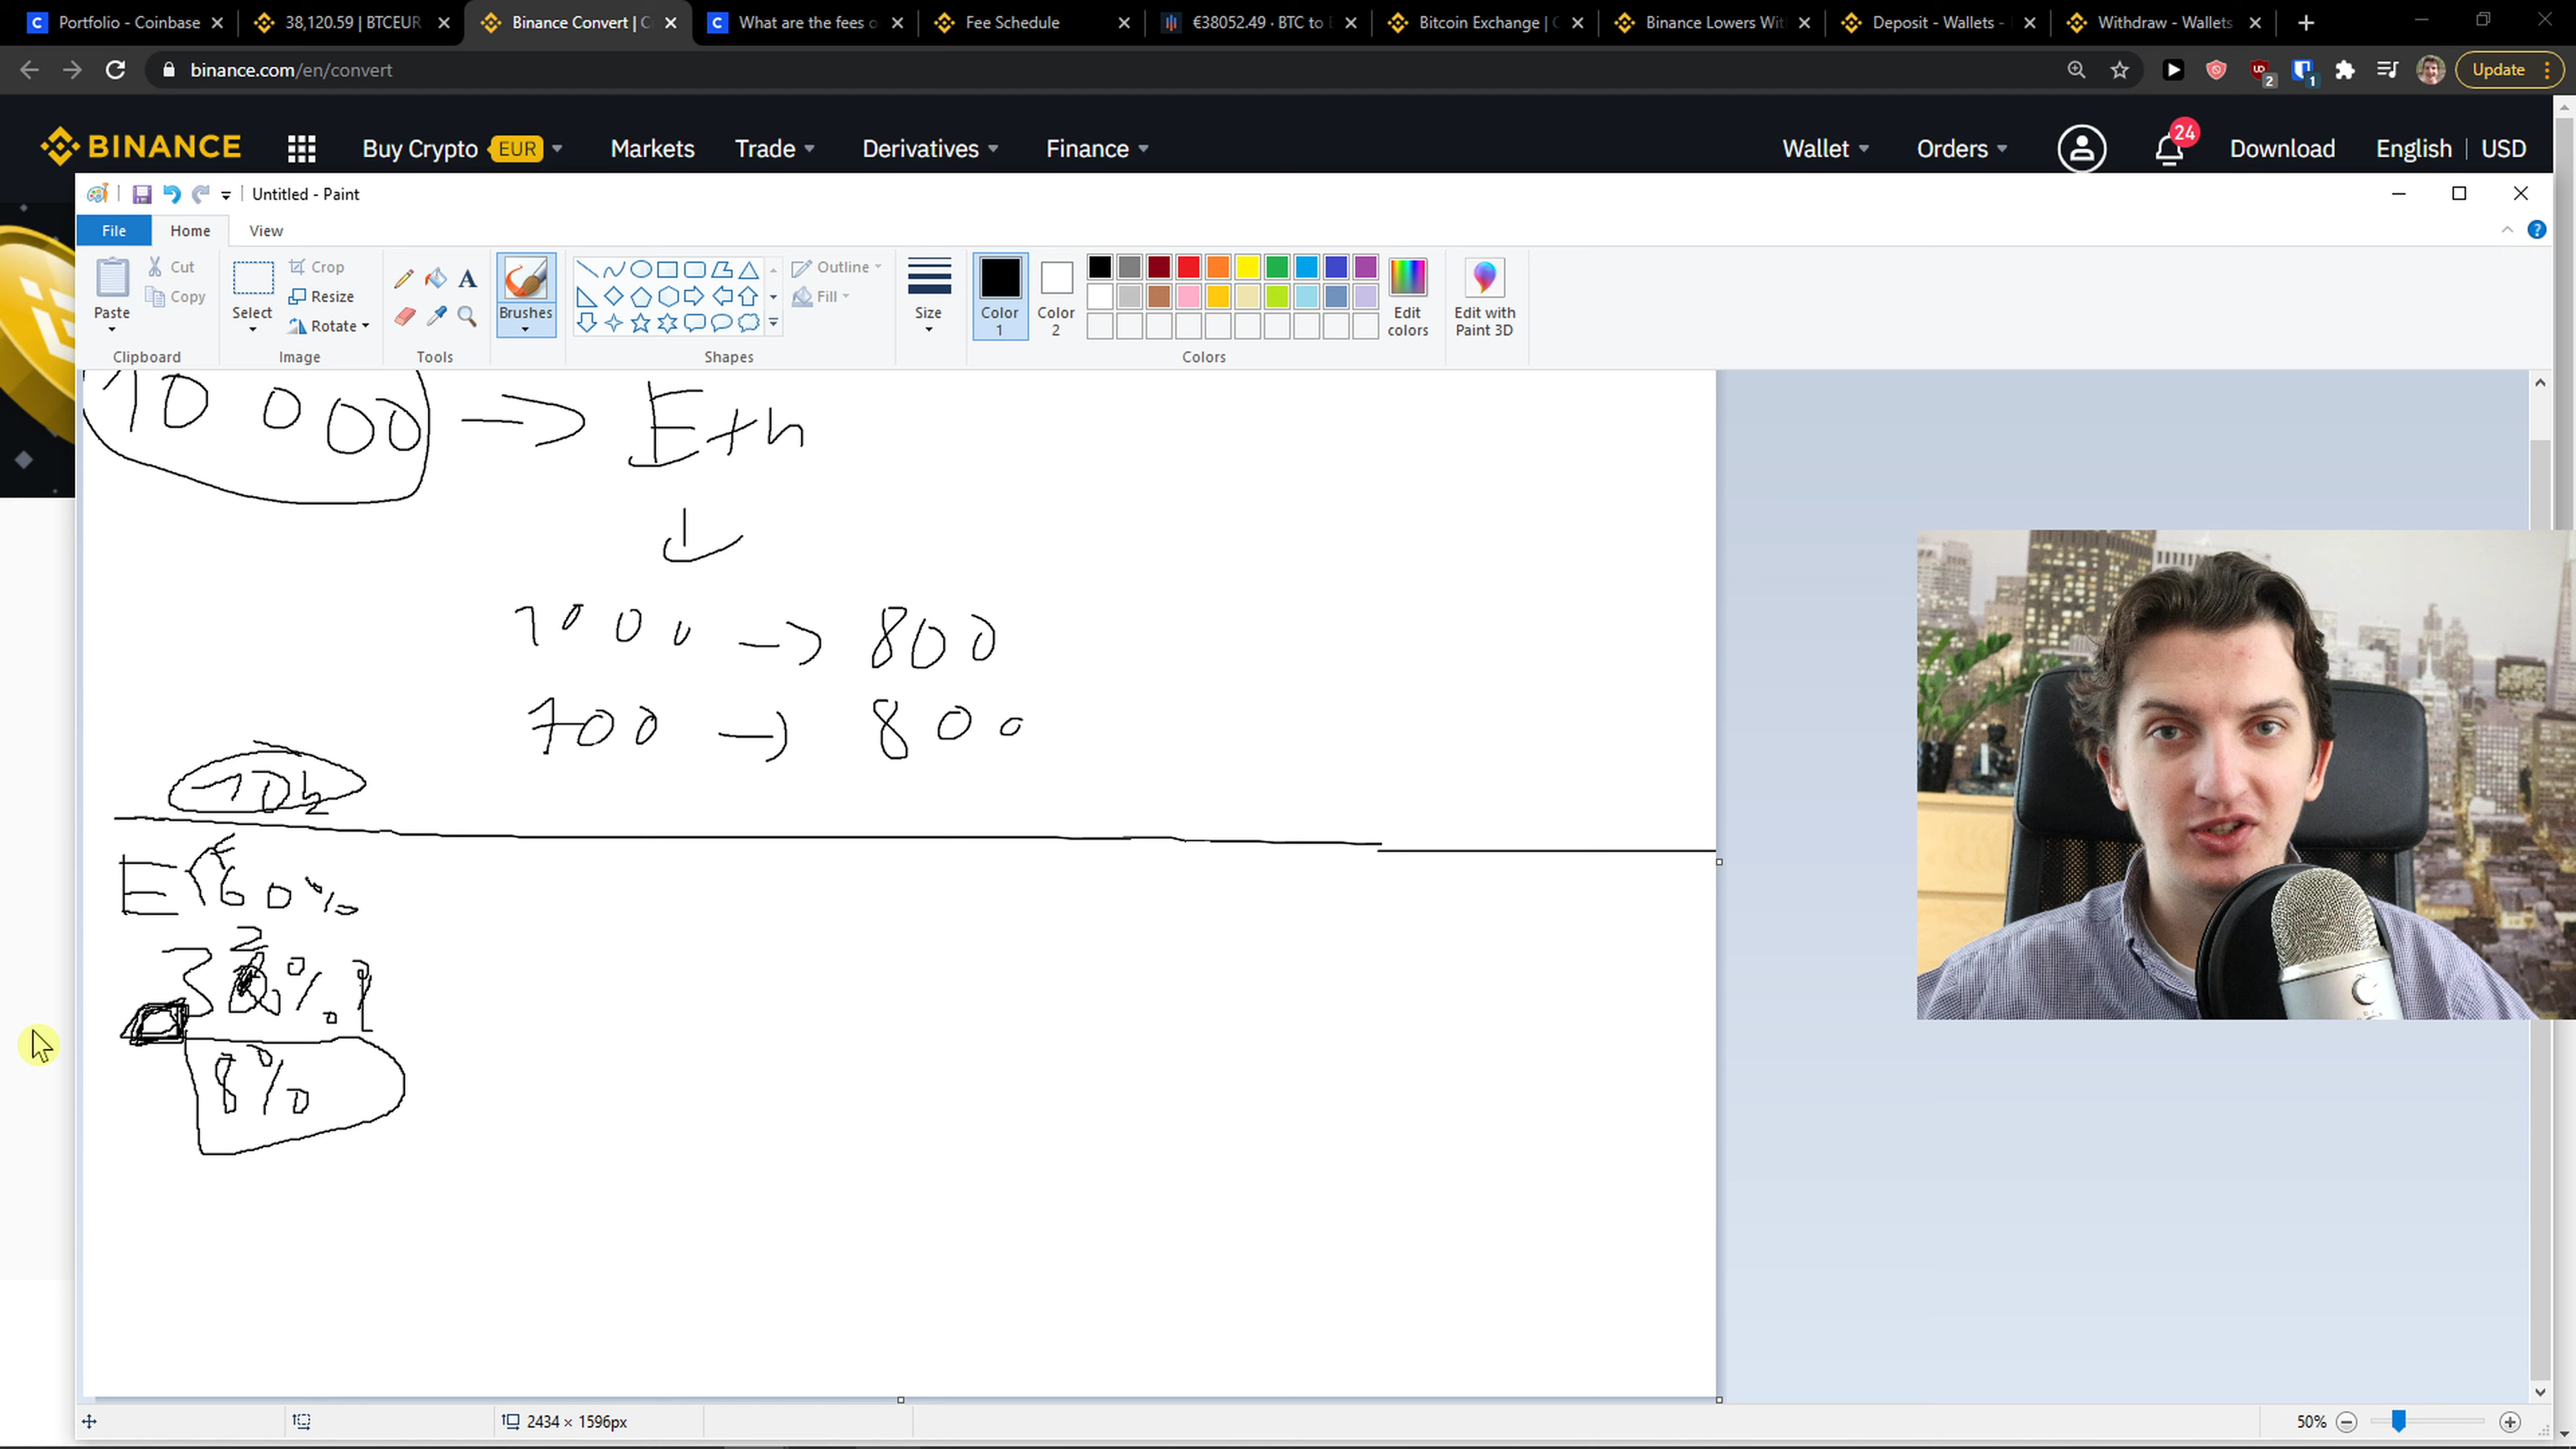 Portfolio - Coinbase
38,120.59 | BTCEUR
Binance Convert | C
What are the fees o
Fee Schedule
€38052.49 · BTC to
Bitcoin Exchange | C
Binance Lowers Wit
Deposit - Wallets -
Withdraw - Wallets
binance.com/en/convert
2
1
Update
BINANCE
Buy Crypto EUR
Markets
Trade
Derivatives
Finance
Wallet
Orders
24
Download
English | USD
Untitled - Paint
File
Home
View
Paste
Cut
Copy
Clipboard
Select
Crop
Resize
Rotate
Image
A
Tools
Brushes
Outline
Fill
Shapes
Size
Color 1
Color 2
Edit colors
Colors
Edit with Paint 3D
10 000 → Eth
1000 → 800
700 → 800
60%
8%
2434 × 1596px
50%